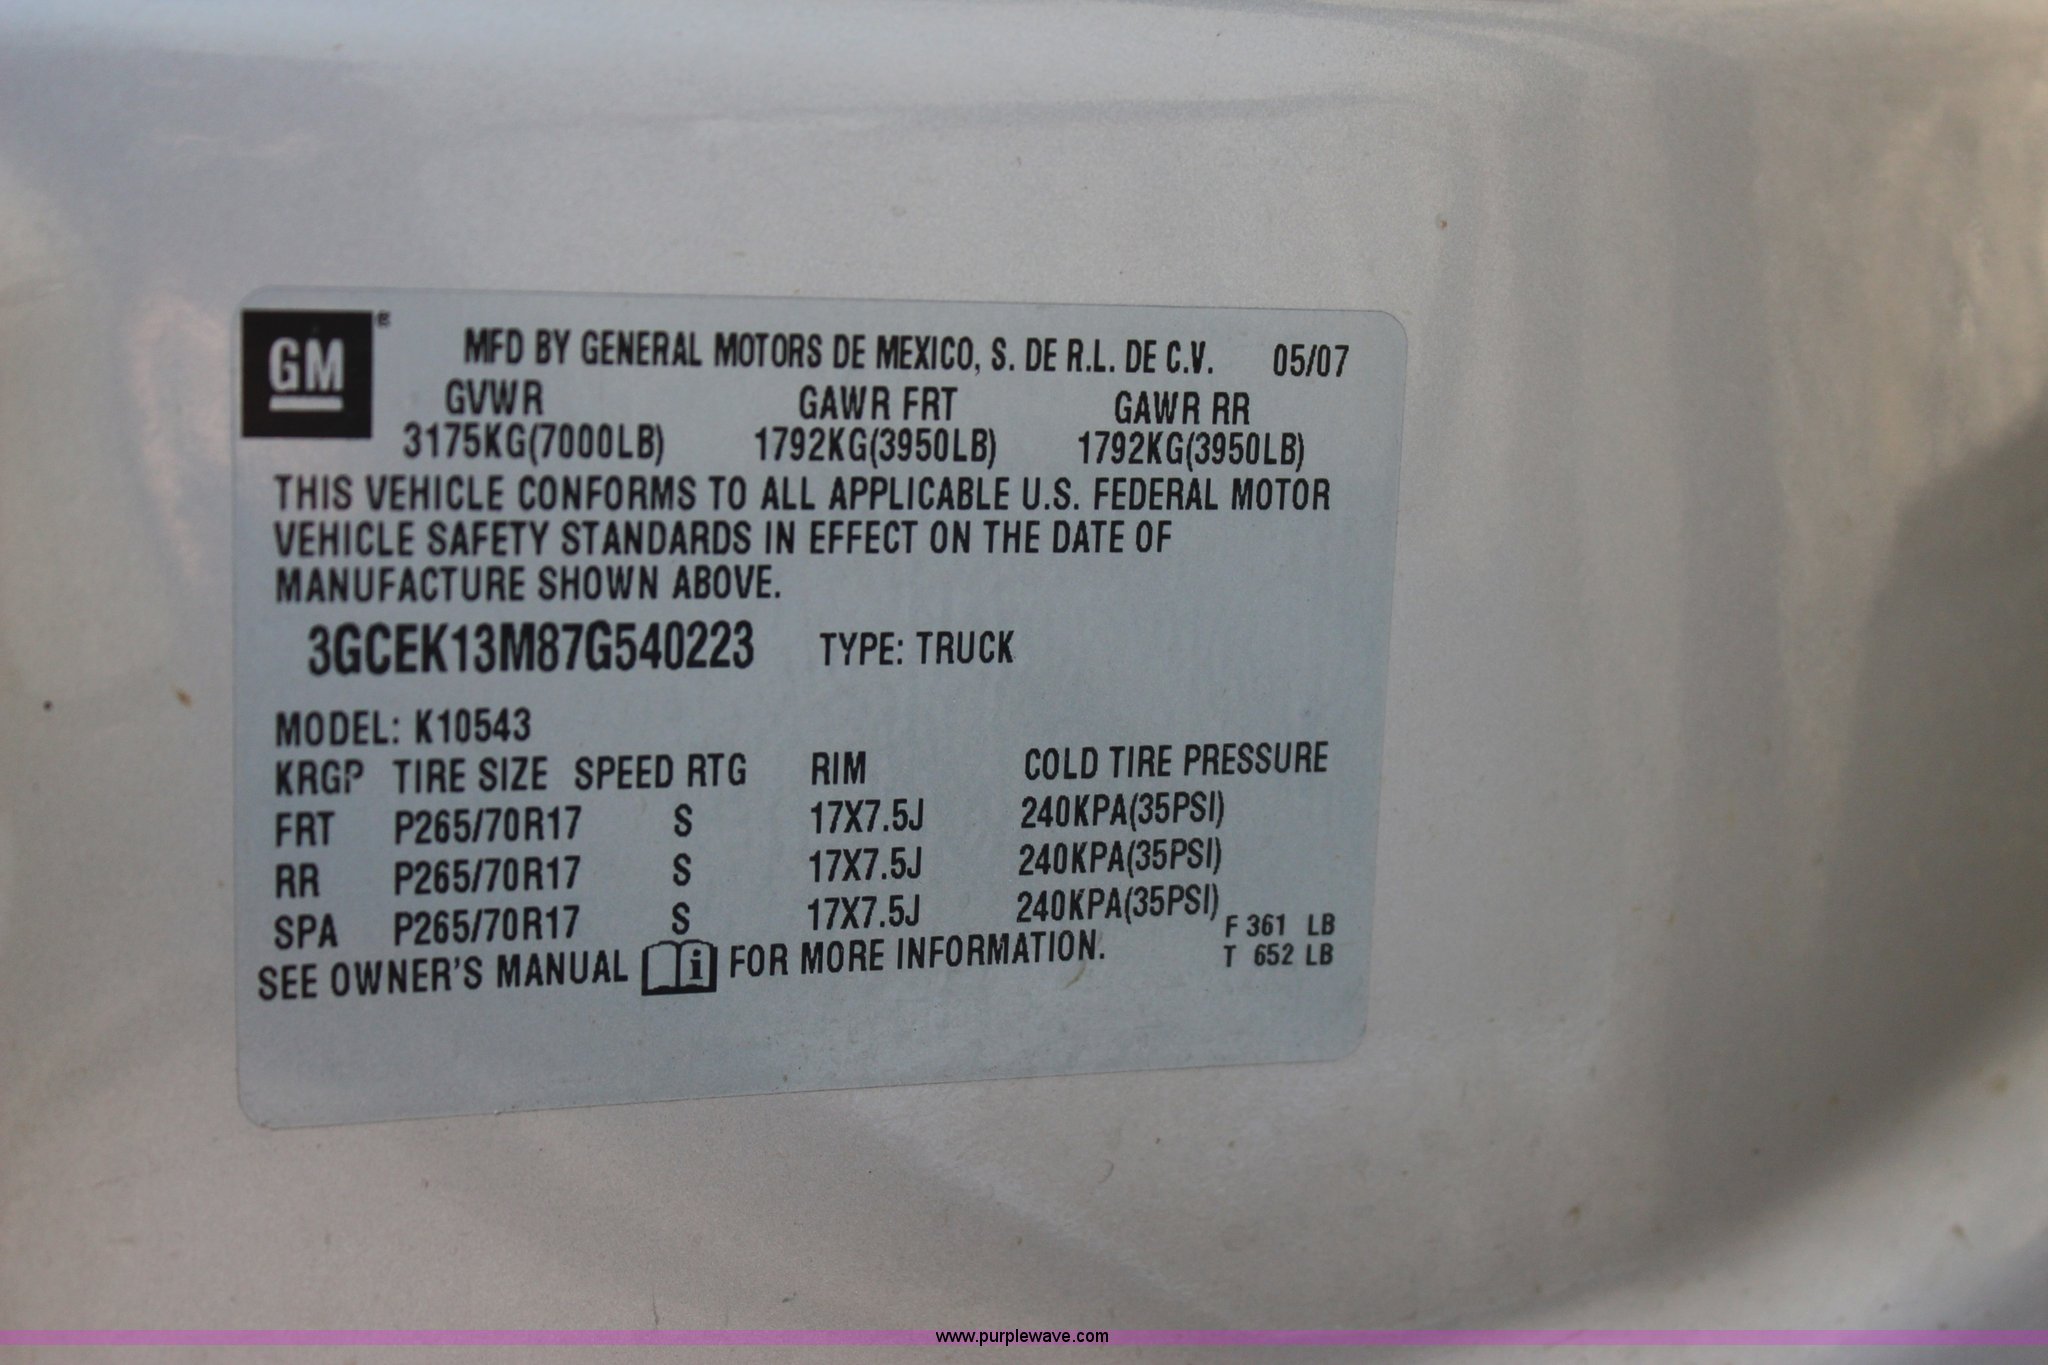 GM ®
MFD BY GENERAL MOTORS DE MEXICO, S. DE R.L. DE C.V. 05/07
GVWR GAWR FRT GAWR RR
3175KG(7000LB) 1792KG(3950LB) 1792KG(3950LB)
THIS VEHICLE CONFORMS TO ALL APPLICABLE U.S. FEDERAL MOTOR
VEHICLE SAFETY STANDARDS IN EFFECT ON THE DATE OF
MANUFACTURE SHOWN ABOVE.
3GCEK13M87G540223 TYPE: TRUCK
MODEL: K10543
KRGP TIRE SIZE SPEED RTG RIM COLD TIRE PRESSURE
FRT P265/70R17 S 17X7.5J 240KPA(35PSI)
RR P265/70R17 S 17X7.5J 240KPA(35PSI)
SPA P265/70R17 S 17X7.5J 240KPA(35PSI)
F 361 LB
SEE OWNER'S MANUAL i FOR MORE INFORMATION. T 652 LB
www.purplewave.com